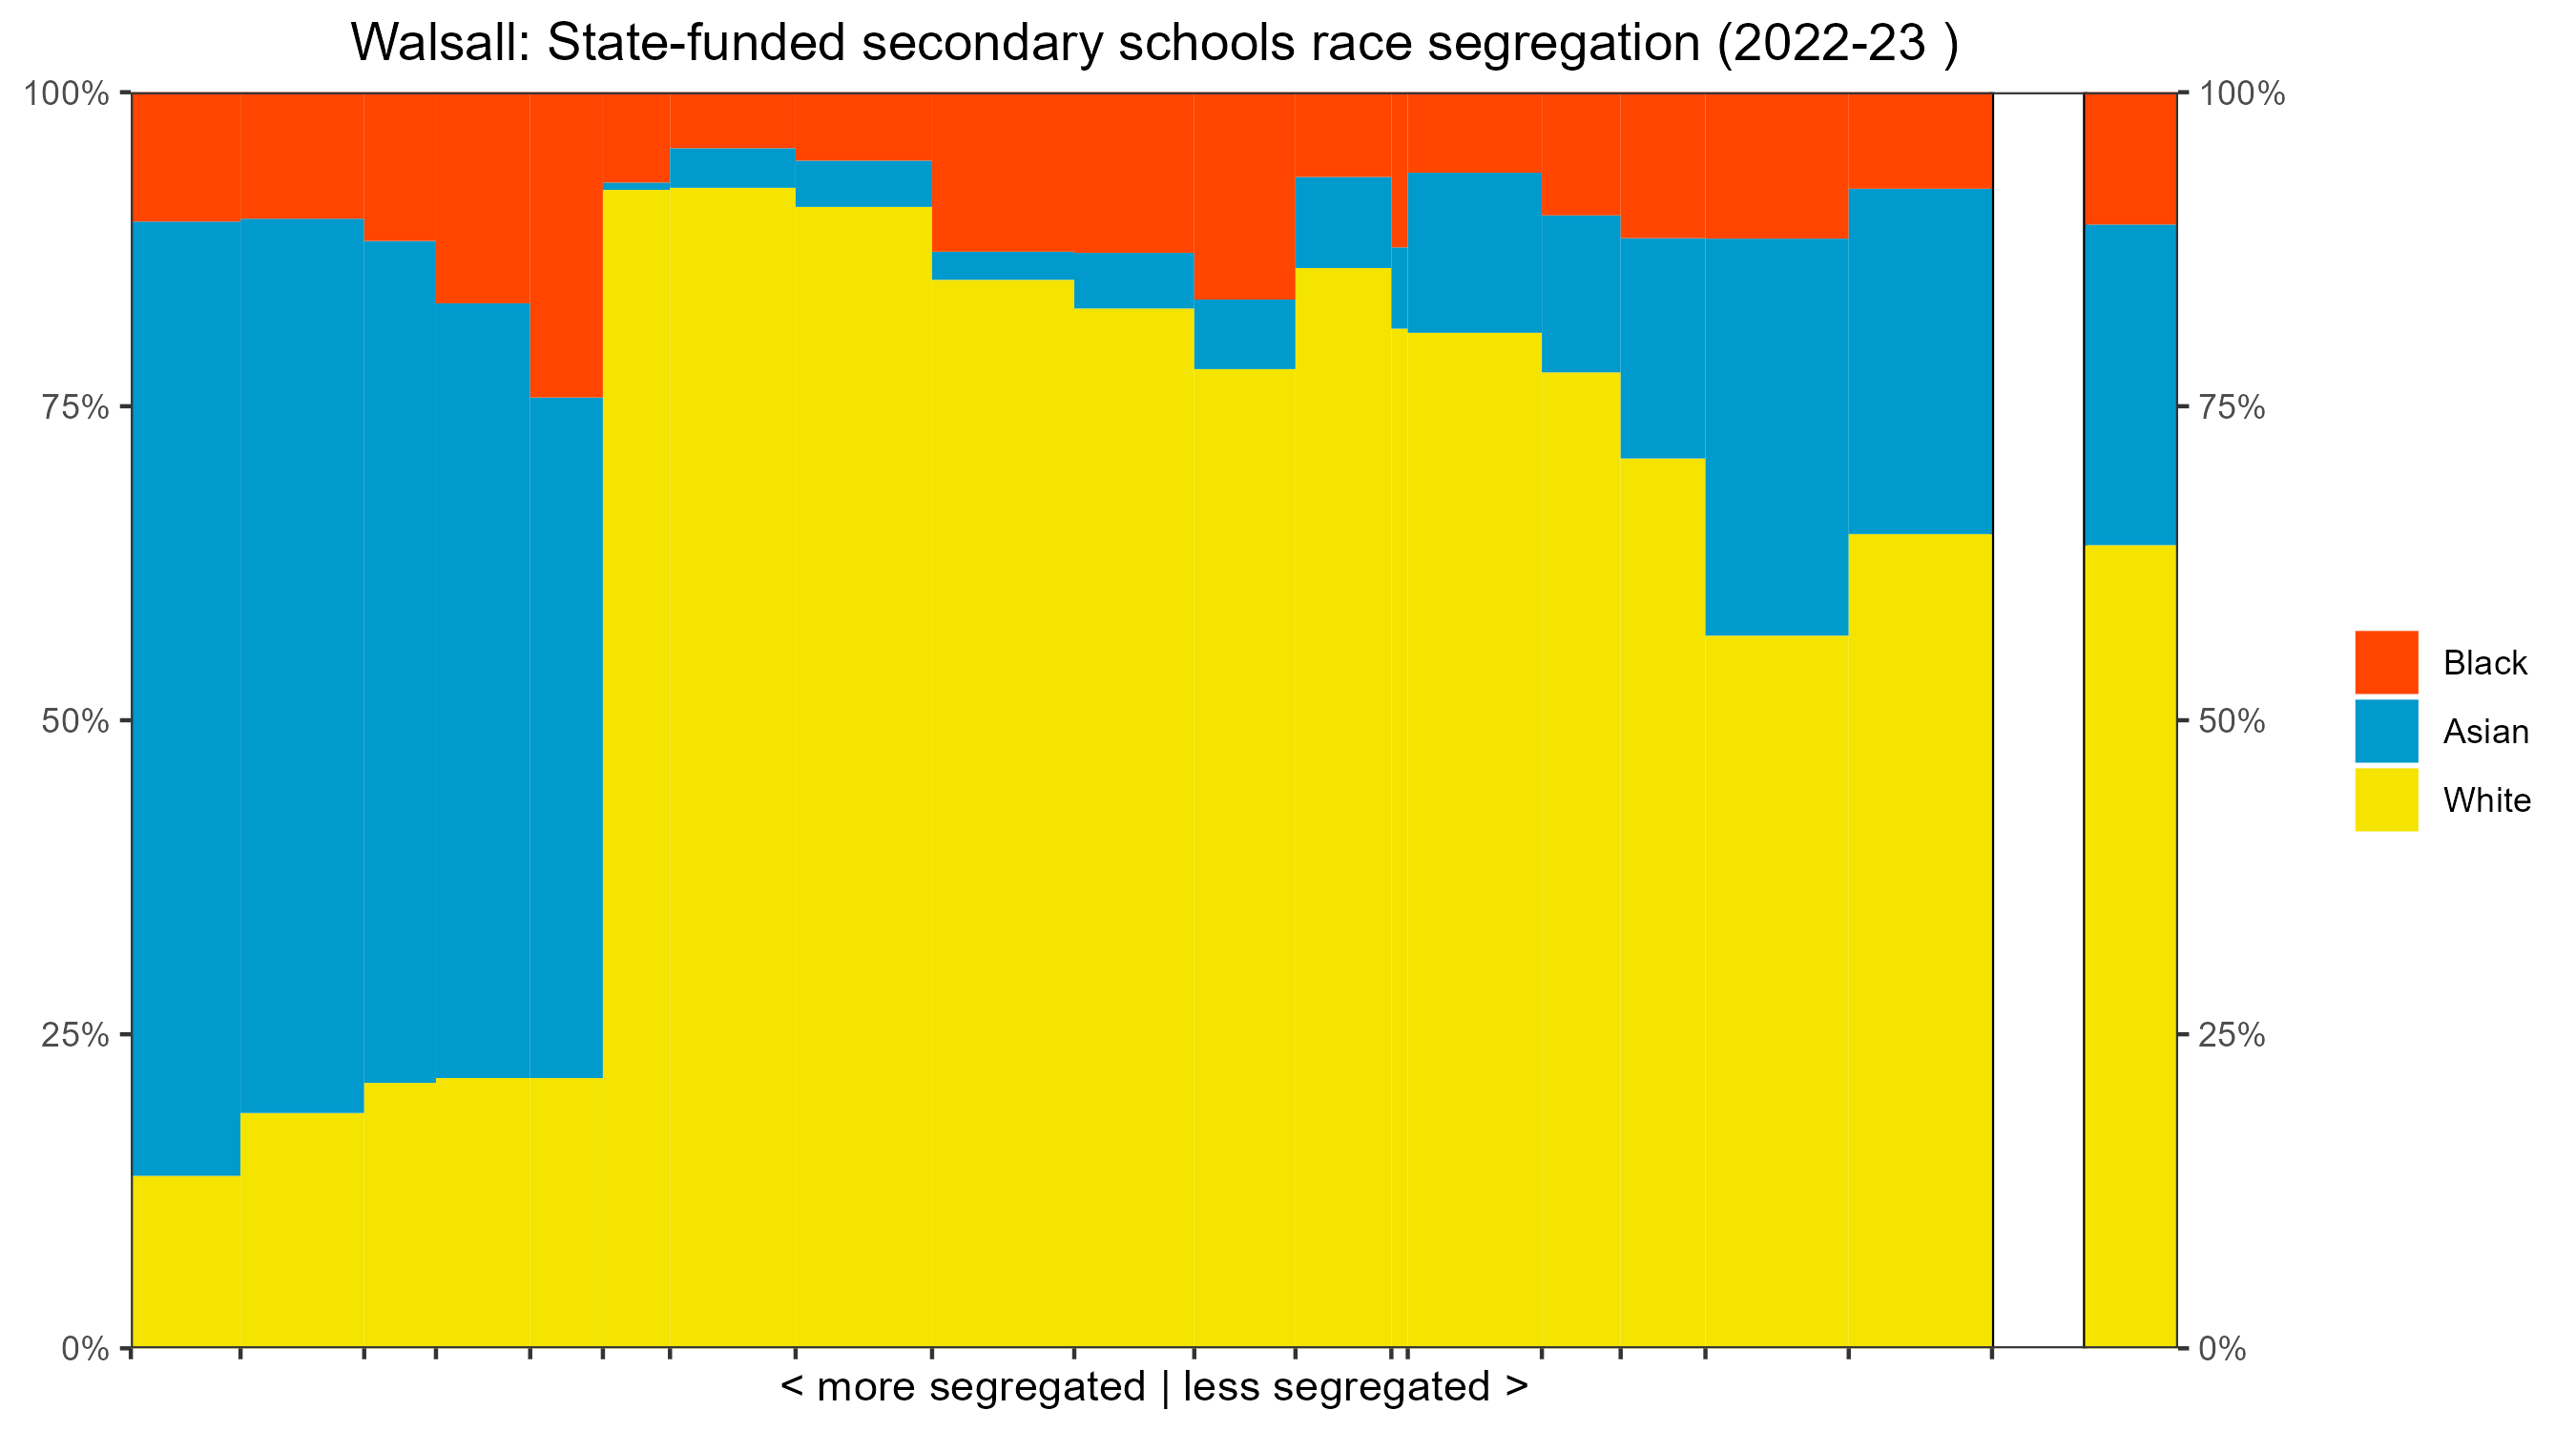 Walsall: State-funded secondary schools race segregation (2022-23 )
100%
75%
50%
25%
0%
100%
75%
50%
25%
0%
Black
Asian
White
< more segregated | less segregated >